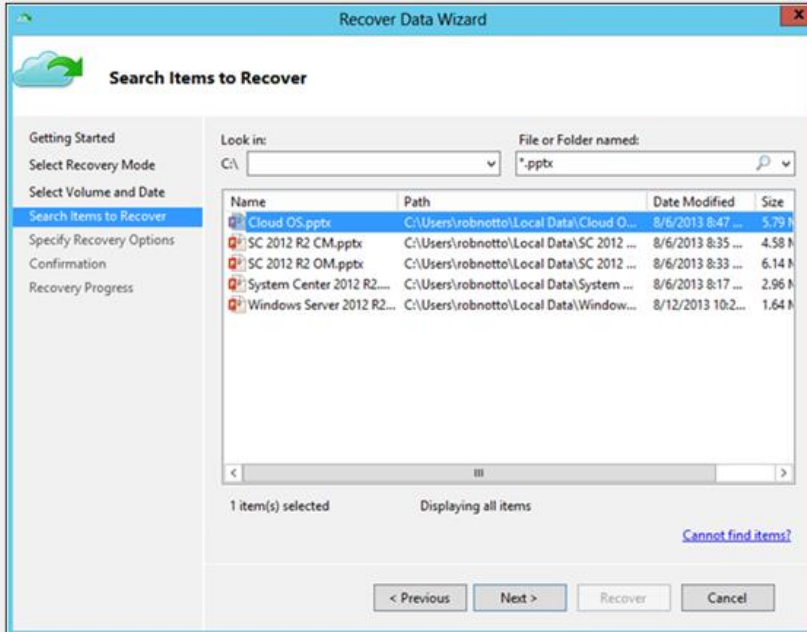 Recover Data Wizard
X
Search Items to Recover
Getting Started
Select Recovery Mode
Select Volume and Date
Search Items to Recover
Specify Recovery Options
Confirmation
Recovery Progress
Look in: File or Folder named:
C:\ *.pptx
Name Path Date Modified Size
Cloud OS.pptx C:\Users\robnotto\Local Data\Cloud O... 8/6/2013 8:47 ... 5.79 M
SC 2012 R2 CM.pptx C:\Users\robnotto\Local Data\SC 2012 ... 8/6/2013 8:35 ... 4.58 M
SC 2012 R2 OM.pptx C:\Users\robnotto\Local Data\SC 2012 ... 8/6/2013 8:33 ... 6.14 M
System Center 2012 R2.... C:\Users\robnotto\Local Data\System ... 8/6/2013 8:17 ... 2.96 M
Windows Server 2012 R2... C:\Users\robnotto\Local Data\Window... 8/12/2013 10:2... 1.64 M
1 item(s) selected Displaying all items
Cannot find items?
< Previous Next > Recover Cancel